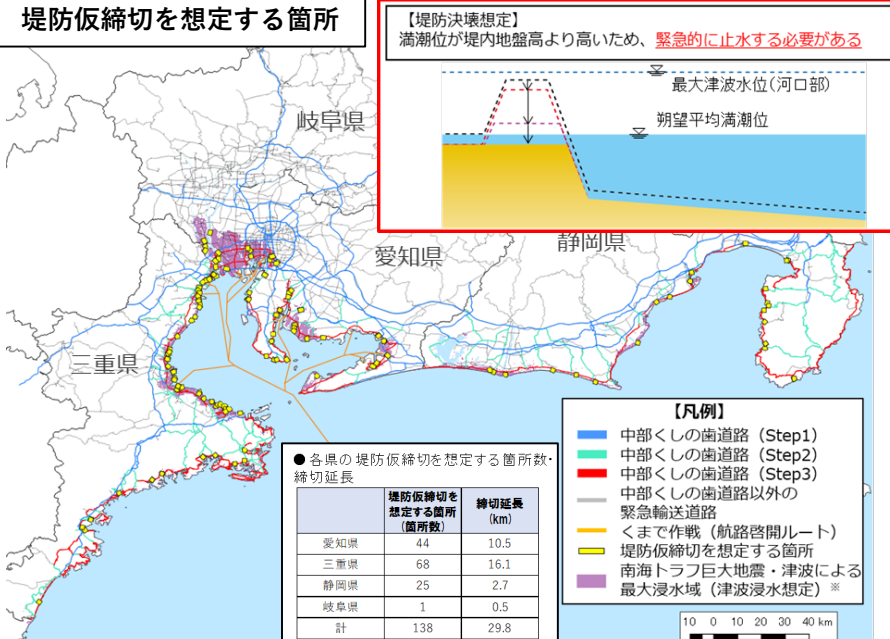 堤防仮締切を想定する箇所
【堤防決壊想定】
満潮位が堤内地盤高より高いため、緊急的に止水する必要がある
最大津波水位(河口部)
朔望平均満潮位
岐阜県
愛知県
静岡県
三重県
【凡例】
中部くしの歯道路（Step1）
中部くしの歯道路（Step2）
中部くしの歯道路（Step3）
中部くしの歯道路以外の
緊急輸送道路
くまで作戦（航路啓開ルート）
堤防仮締切を想定する箇所
南海トラフ巨大地震・津波による
最大浸水域（津波浸水想定）※
●各県の堤防仮締切を想定する箇所数・
締切延長
堤防仮締切を
想定する箇所
(箇所数)
締切延長
(km)
愛知県 44 10.5
三重県 68 16.1
静岡県 25 2.7
岐阜県 1 0.5
計 138 29.8
10 0 10 20 30 40 km